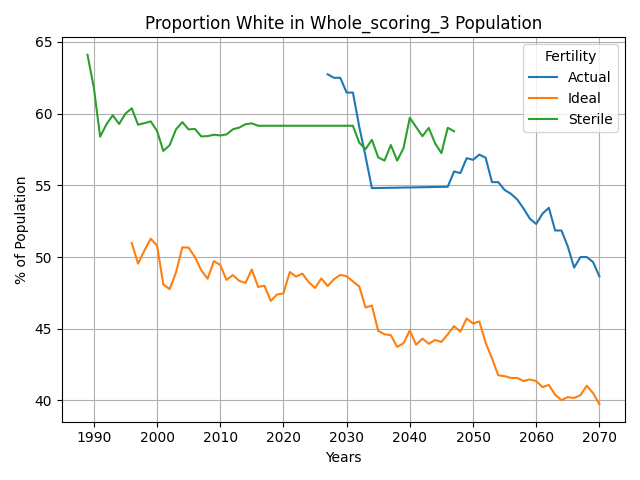 Proportion White in Whole_scoring_3 Population
65
60
55
50
45
40
% of Population
Fertility
Actual
Ideal
Sterile
1990 2000 2010 2020 2030 2040 2050 2060 2070
Years